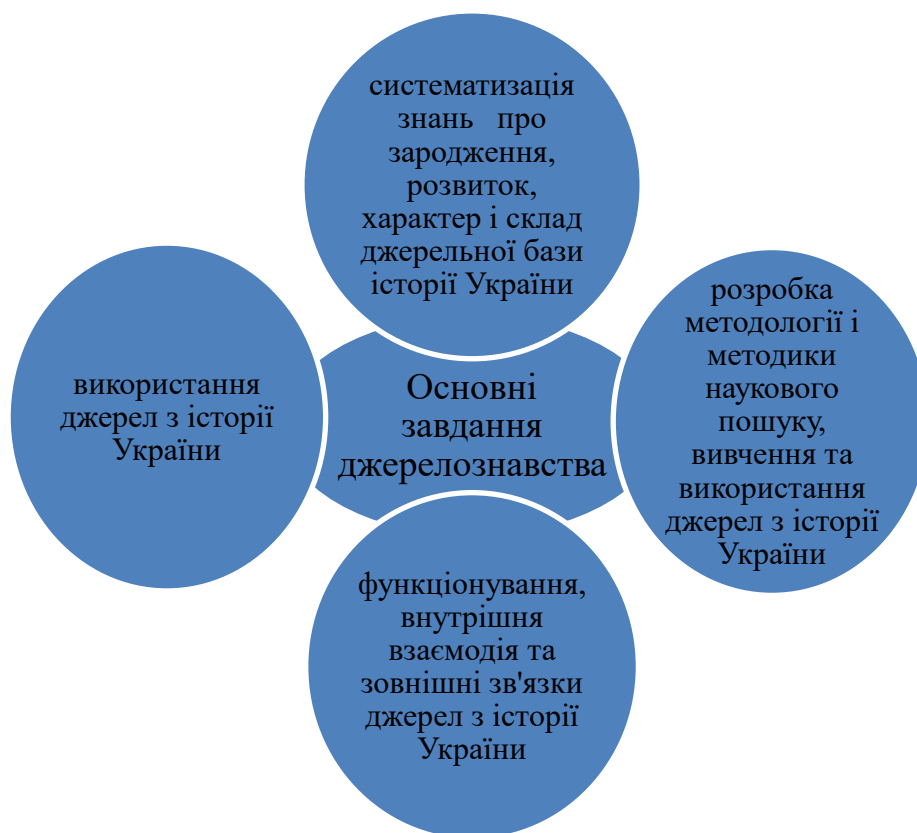 систематизація
знань про
зародження,
розвиток,
характер і склад
джерельної бази
історії України
використання
джерел з історії
України
Основні
завдання
джерелознавства
розробка
методології і
методики
наукового
пошуку,
вивчення та
використання
джерел з історії
України
функціонування,
внутрішня
взаємодія та
зовнішні зв'язки
джерел з історії
України